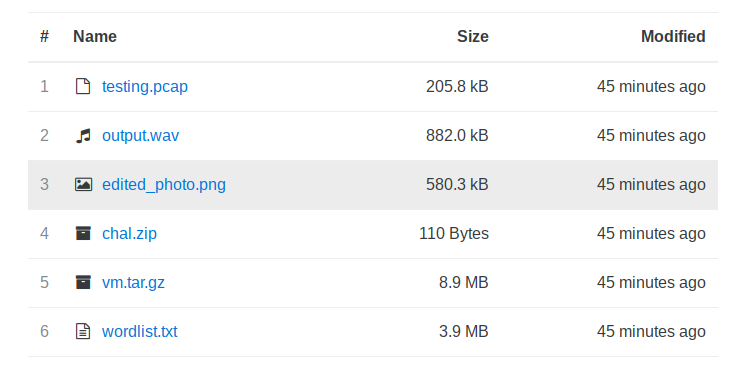 # Name Size Modified
1 testing.pcap 205.8 kB 45 minutes ago
2 output.wav 882.0 kB 45 minutes ago
3 edited_photo.png 580.3 kB 45 minutes ago
4 chal.zip 110 Bytes 45 minutes ago
5 vm.tar.gz 8.9 MB 45 minutes ago
6 wordlist.txt 3.9 MB 45 minutes ago